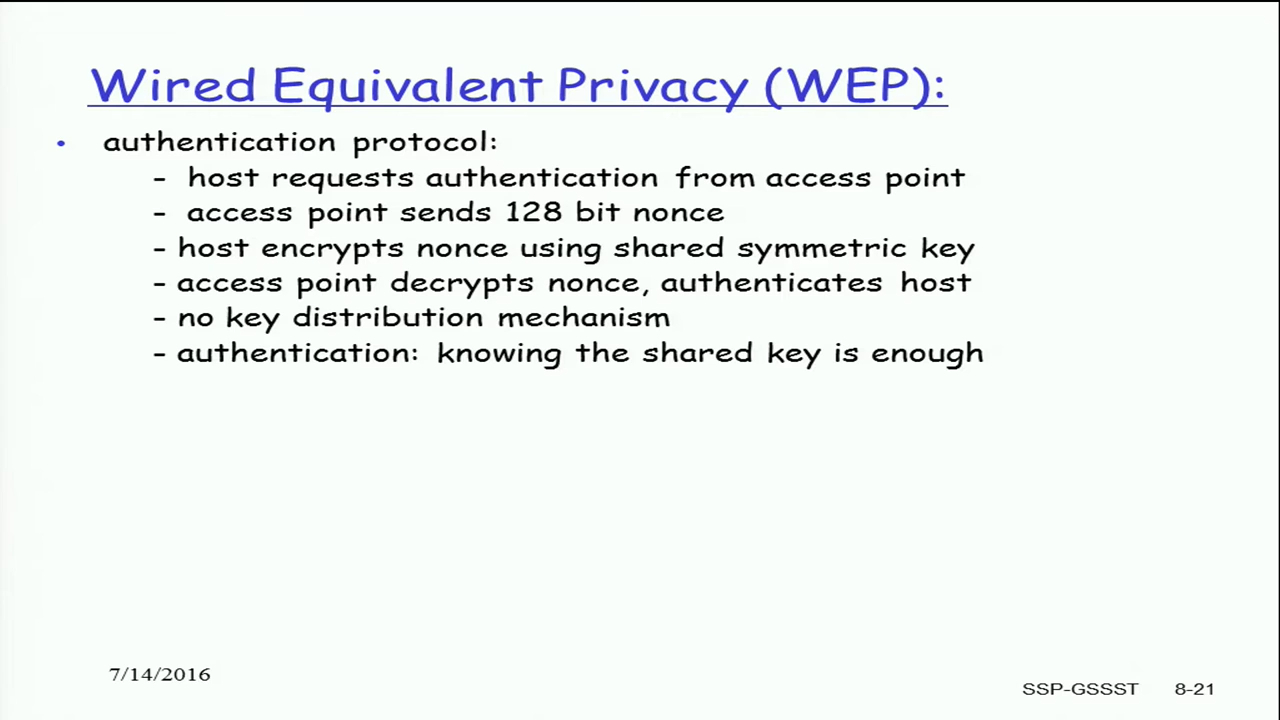 Wired Equivalent Privacy (WEP):
• authentication protocol:
- host requests authentication from access point
- access point sends 128 bit nonce
- host encrypts nonce using shared symmetric key
- access point decrypts nonce, authenticates host
- no key distribution mechanism
- authentication: knowing the shared key is enough
7/14/2016
SSP-GSSST 8-21